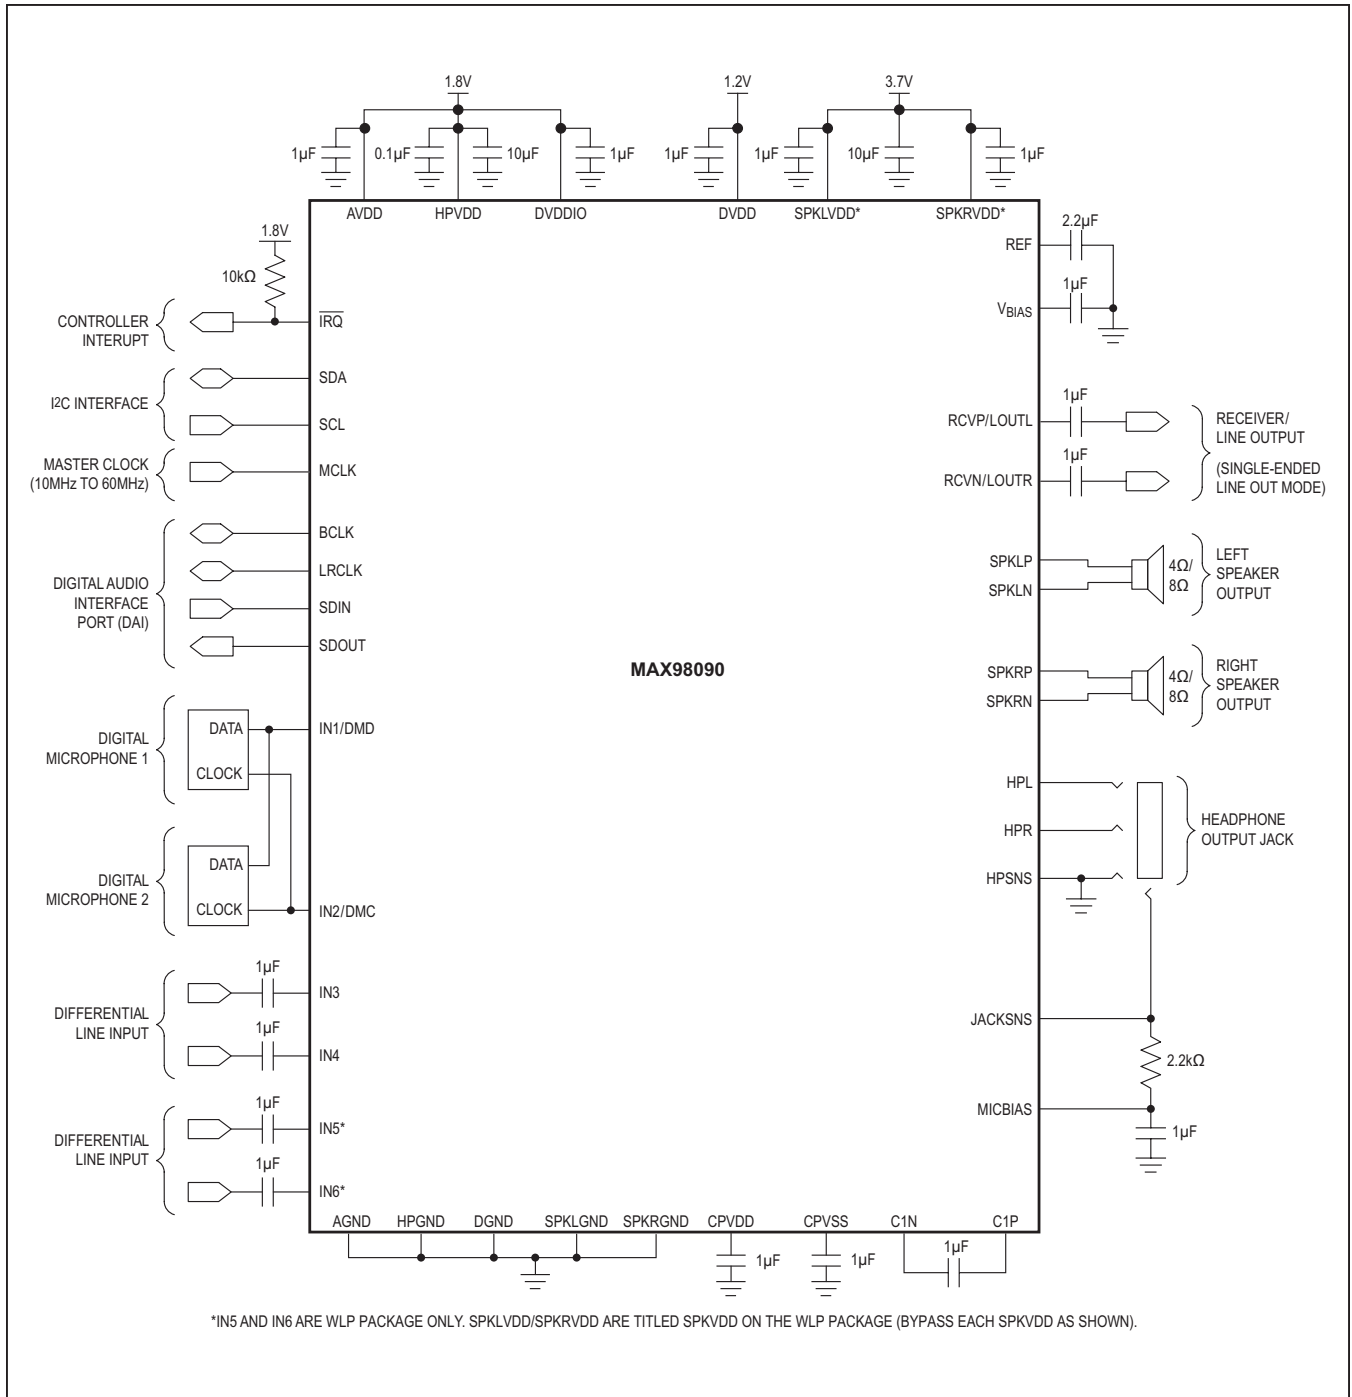 1.8V
1.2V
3.7V
1µF
0.1µF
10µF
1µF
1µF
1µF
10µF
1µF
AVDD
HPVDD
DVDDIO
DVDD
SPKLVDD*
SPKRVDD*
1.8V
10kΩ
CONTROLLER
INTERUPT
IRQ
I2C INTERFACE
SDA
SCL
MASTER CLOCK
(10MHz TO 60MHz)
MCLK
DIGITAL AUDIO
INTERFACE
PORT (DAI)
BCLK
LRCLK
SDIN
SDOUT
DIGITAL
MICROPHONE 1
DATA
CLOCK
IN1/DMD
DIGITAL
MICROPHONE 2
DATA
CLOCK
IN2/DMC
DIFFERENTIAL
LINE INPUT
1µF
IN3
1µF
IN4
DIFFERENTIAL
LINE INPUT
1µF
IN5*
1µF
IN6*
MAX98090
REF
2.2µF
VBIAS
1µF
RCVP/LOUTL
1µF
RCVN/LOUTR
1µF
RECEIVER/
LINE OUTPUT
(SINGLE-ENDED
LINE OUT MODE)
SPKLP
SPKLN
4Ω/
8Ω
LEFT
SPEAKER
OUTPUT
SPKRP
SPKRN
4Ω/
8Ω
RIGHT
SPEAKER
OUTPUT
HPL
HPR
HPSNS
HEADPHONE
OUTPUT JACK
JACKSNS
2.2kΩ
MICBIAS
1µF
AGND
HPGND
DGND
SPKLGND
SPKRGND
CPVDD
CPVSS
C1N
C1P
1µF
1µF
1µF
*IN5 AND IN6 ARE WLP PACKAGE ONLY. SPKLVDD/SPKRVDD ARE TITLED SPKVDD ON THE WLP PACKAGE (BYPASS EACH SPKVDD AS SHOWN).